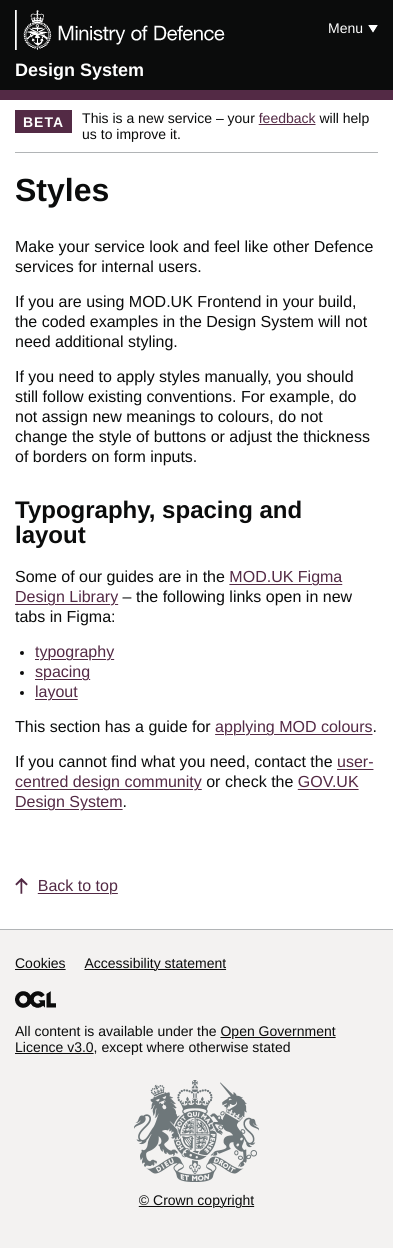 Ministry of Defence
Menu
Design System
BETA
This is a new service – your feedback will help
us to improve it.
Styles
Make your service look and feel like other Defence
services for internal users.
If you are using MOD.UK Frontend in your build,
the coded examples in the Design System will not
need additional styling.
If you need to apply styles manually, you should
still follow existing conventions. For example, do
not assign new meanings to colours, do not
change the style of buttons or adjust the thickness
of borders on form inputs.
Typography, spacing and
layout
Some of our guides are in the MOD.UK Figma
Design Library – the following links open in new
tabs in Figma:
typography
spacing
layout
This section has a guide for applying MOD colours.
If you cannot find what you need, contact the user-
centred design community or check the GOV.UK
Design System.
Back to top
Cookies
Accessibility statement
OGL
All content is available under the Open Government
Licence v3.0, except where otherwise stated
DIEU ET MON DROIT
© Crown copyright